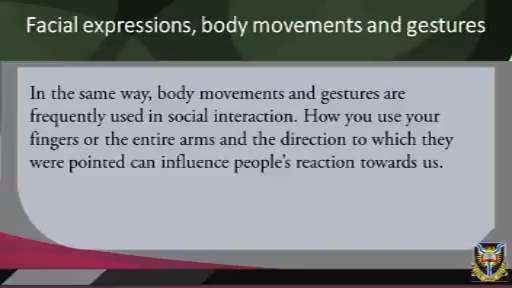 Facial expressions, body movements and gestures
In the same way, body movements and gestures are
frequently used in social interaction. How you use your
fingers or the entire arms and the direction to which they
were pointed can influence people's reaction towards us.